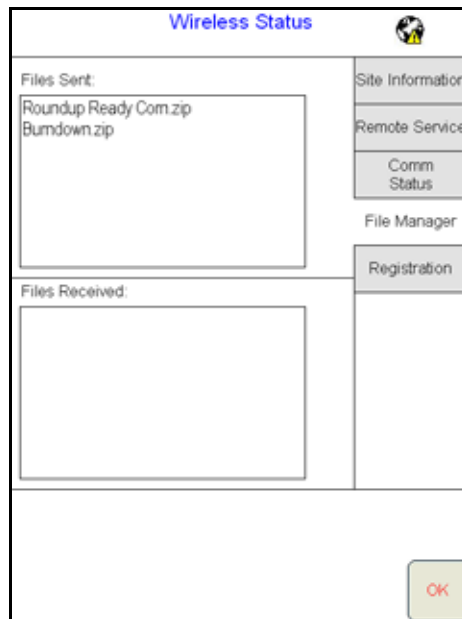 Wireless Status
Files Sent:
Roundup Ready Corn.zip
Burndown.zip
Files Received:
Site Information
Remote Service
Comm
Status
File Manager
Registration
OK